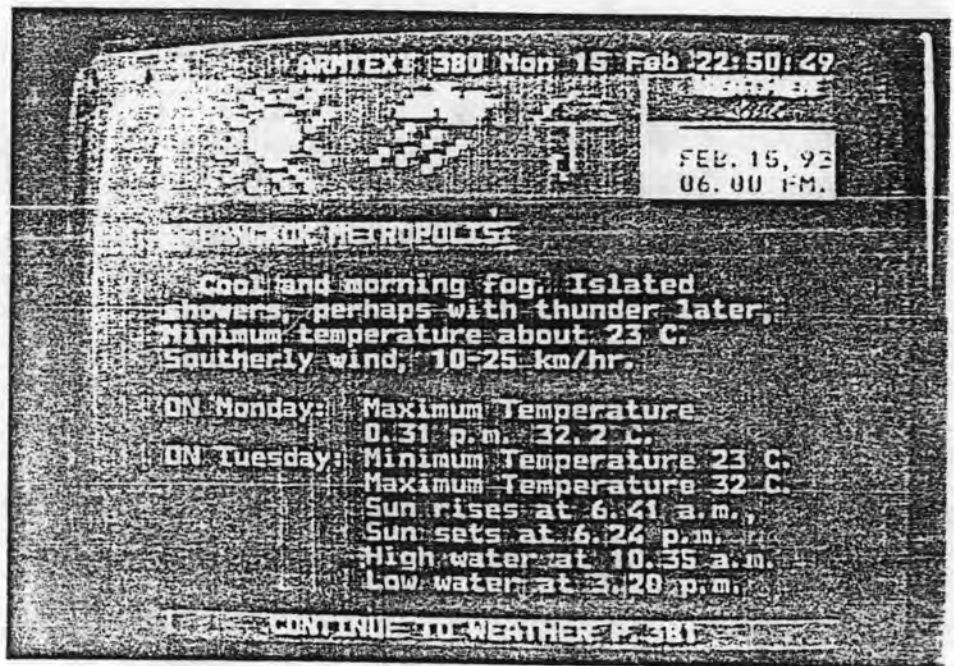 ARMTEXT 380 Mon 15 Feb 22:50:49
WEATHER
FEB. 15, 93
06.00 PM.
BANGKOK METROPOLIS:
Cool and morning fog. Islated
showers, perhaps with thunder later,
Minimum temperature about 23 C.
Southerly wind, 10-25 km/hr.
ON Monday: Maximum Temperature
0.31 p.m. 32.2 C.
ON Tuesday: Minimum Temperature 23 C.
Maximum Temperature 32 C.
Sun rises at 6.41 a.m.,
Sun sets at 6.24 p.m.
High water at 10.35 a.m.
Low water at 3.20 p.m.
CONTINUE TO WEATHER P.381